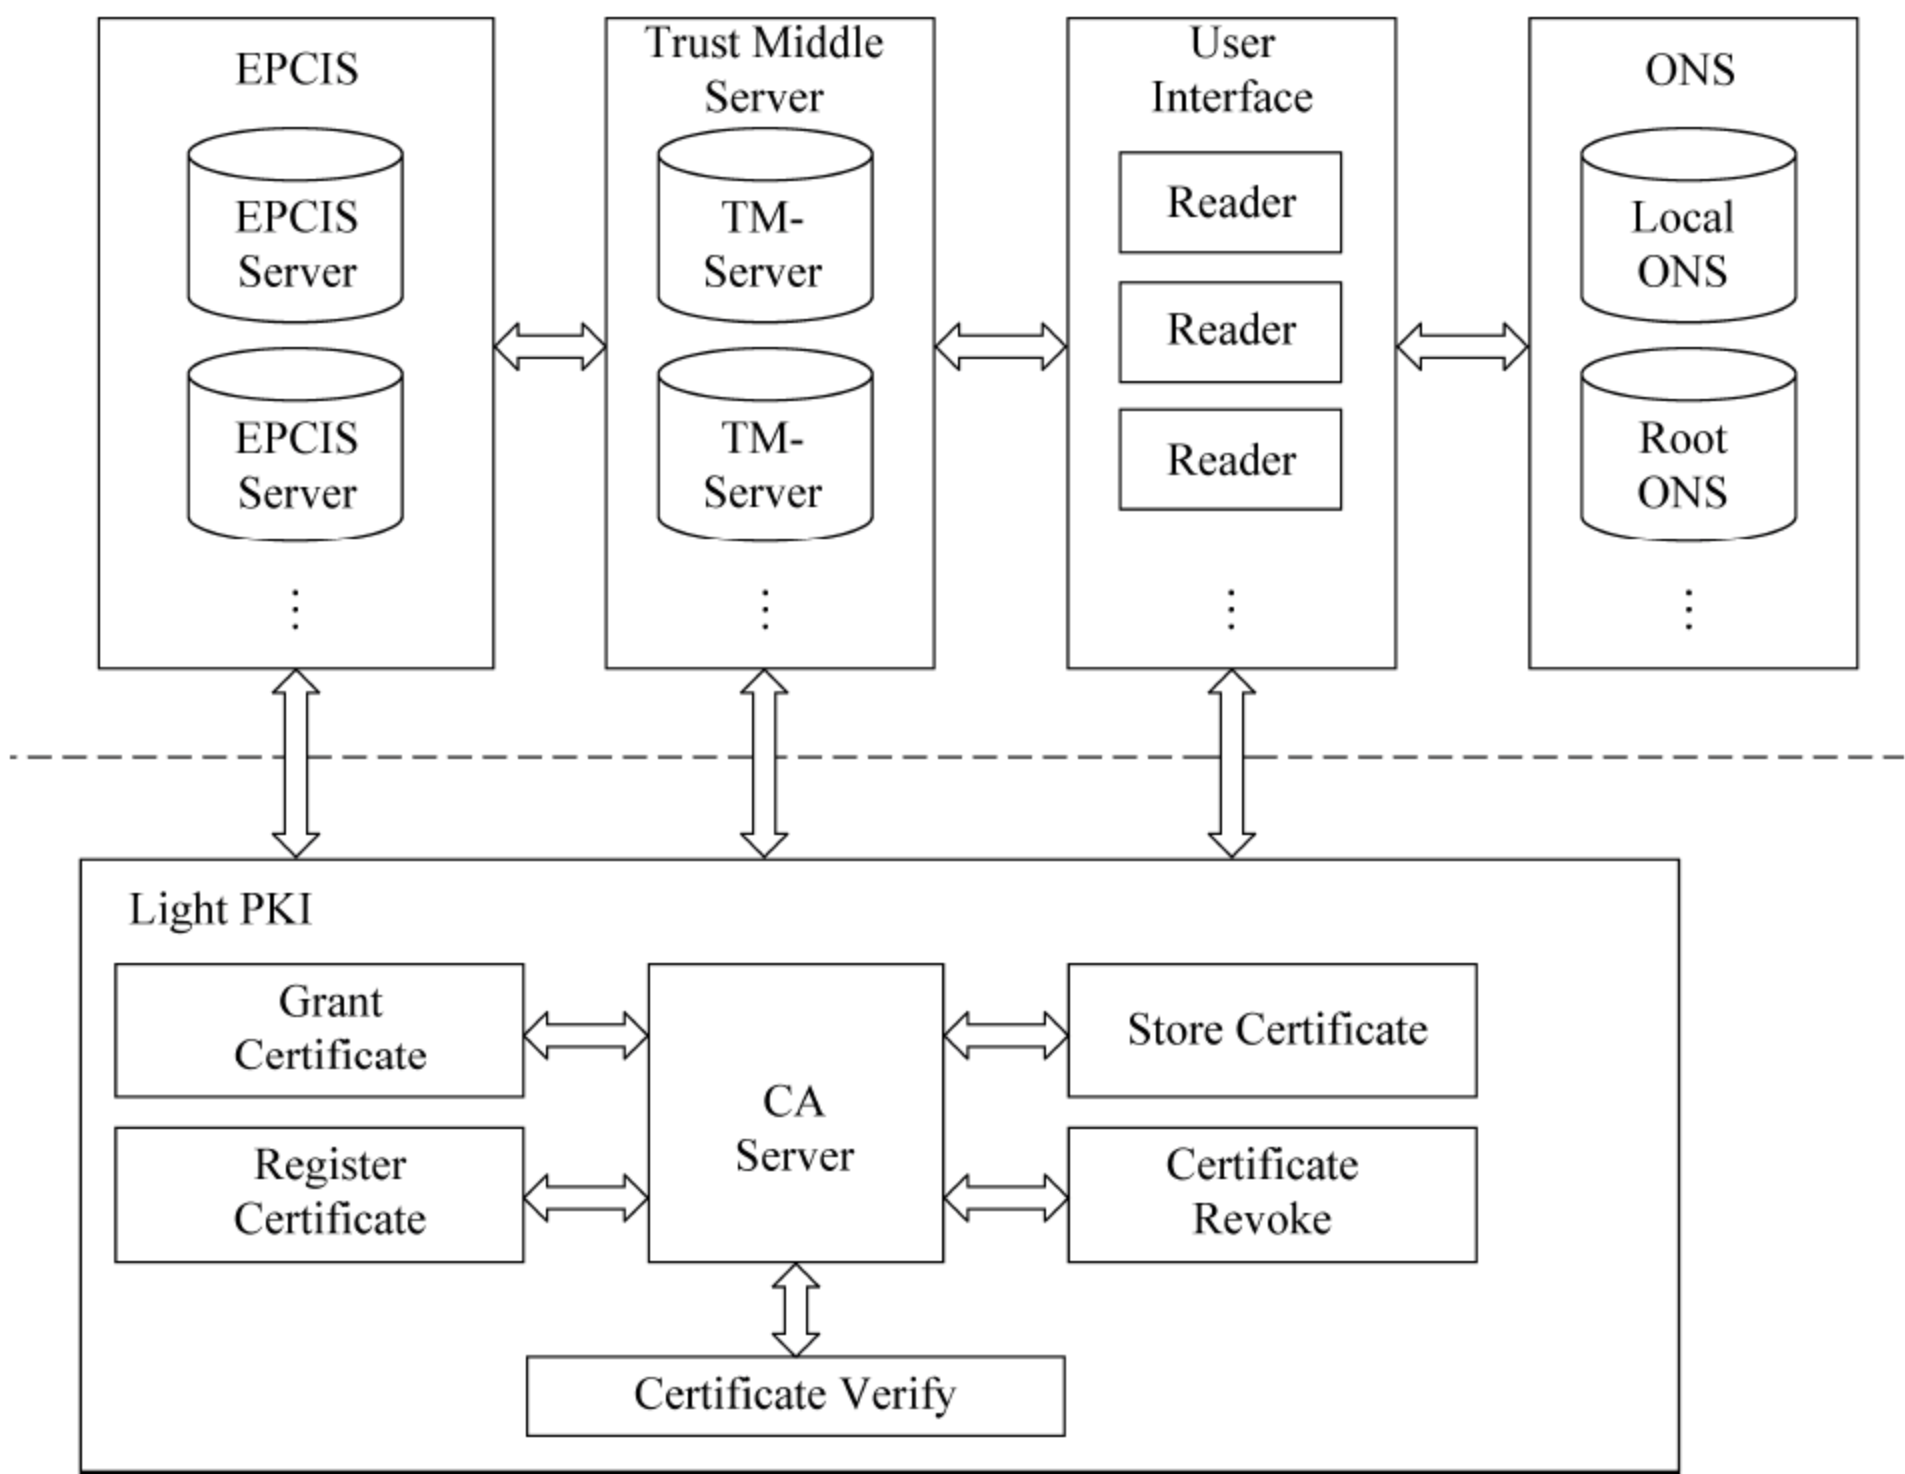 EPCIS
EPCIS
Server
EPCIS
Server
⋮
Trust Middle
Server
TM-
Server
TM-
Server
⋮
User
Interface
Reader
Reader
Reader
⋮
ONS
Local
ONS
Root
ONS
⋮
Light PKI
Grant
Certificate
Register
Certificate
CA
Server
Store Certificate
Certificate
Revoke
Certificate Verify